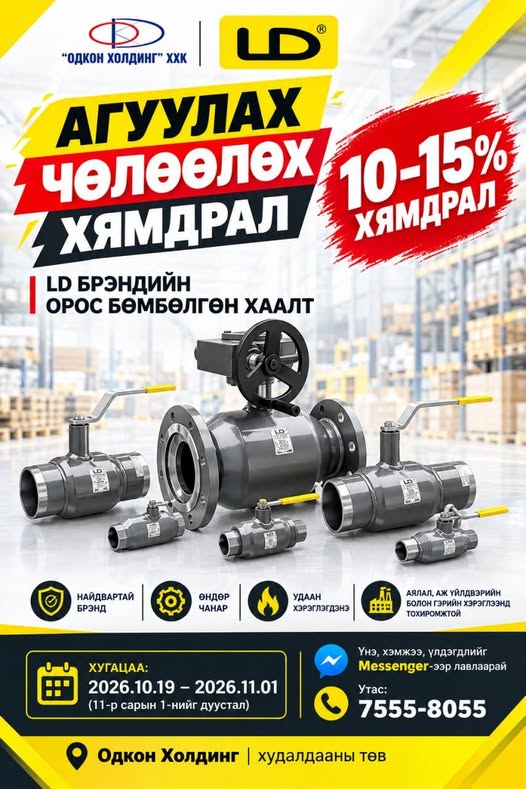 "ОДКОН ХОЛДИНГ" ХХК
LD®
АГУУЛАХ
ЧӨЛӨӨЛӨХ
ХЯМДРАЛ
10-15%
ХЯМДРАЛ
LD БРЭНДИЙН
ОРОС БӨМБӨЛГӨН ХААЛТ
НАЙДВАРТАЙ
БРЭНД
ӨНДӨР
ЧАНАР
УДААН
ХЭРЭГЛЭГДЭНЭ
АЯЛАЛ, АЖ ҮЙЛДВЭРИЙН
БОЛОН ГЭРИЙН ХЭРЭГЛЭЭНД
ТОХИРОМЖТОЙ
ХУГАЦАА:
2026.10.19 – 2026.11.01
(11-р сарын 1-нийг дуустал)
Үнэ, хэмжээ, үлдэгдлийг
Messenger-ээр лавлаарай
Утас:
7555-8055
Одкон Холдинг | худалдааны төв